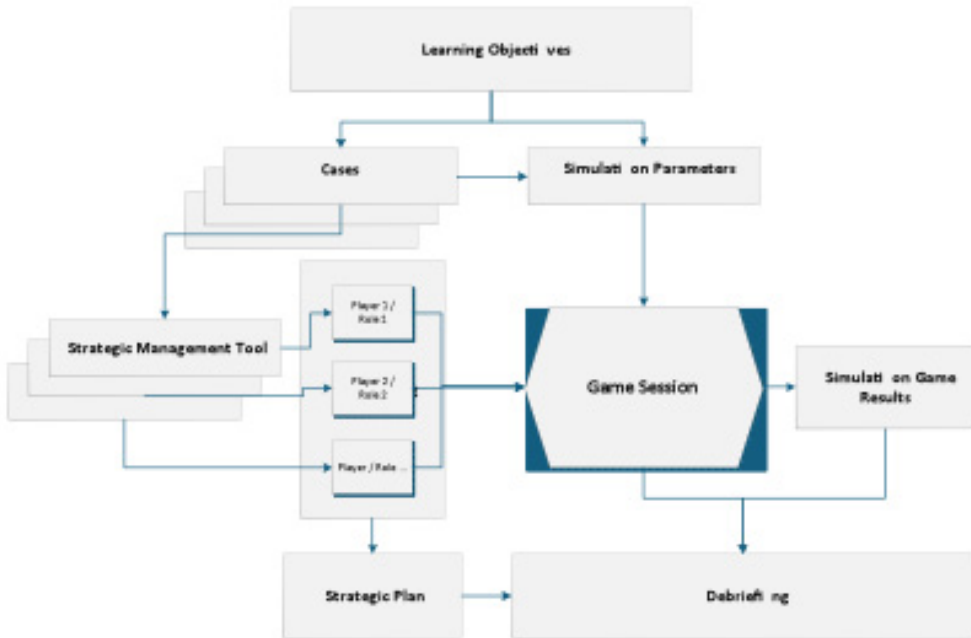 Learning Objecti ves
Cases
Simulati on Parameters
Player 1 /
Role 1
Strategic Management Tool
Player 2 /
Role 2
Game Session
Simulati on Game
Results
Player / Role ...
Strategic Plan
Debriefi ng